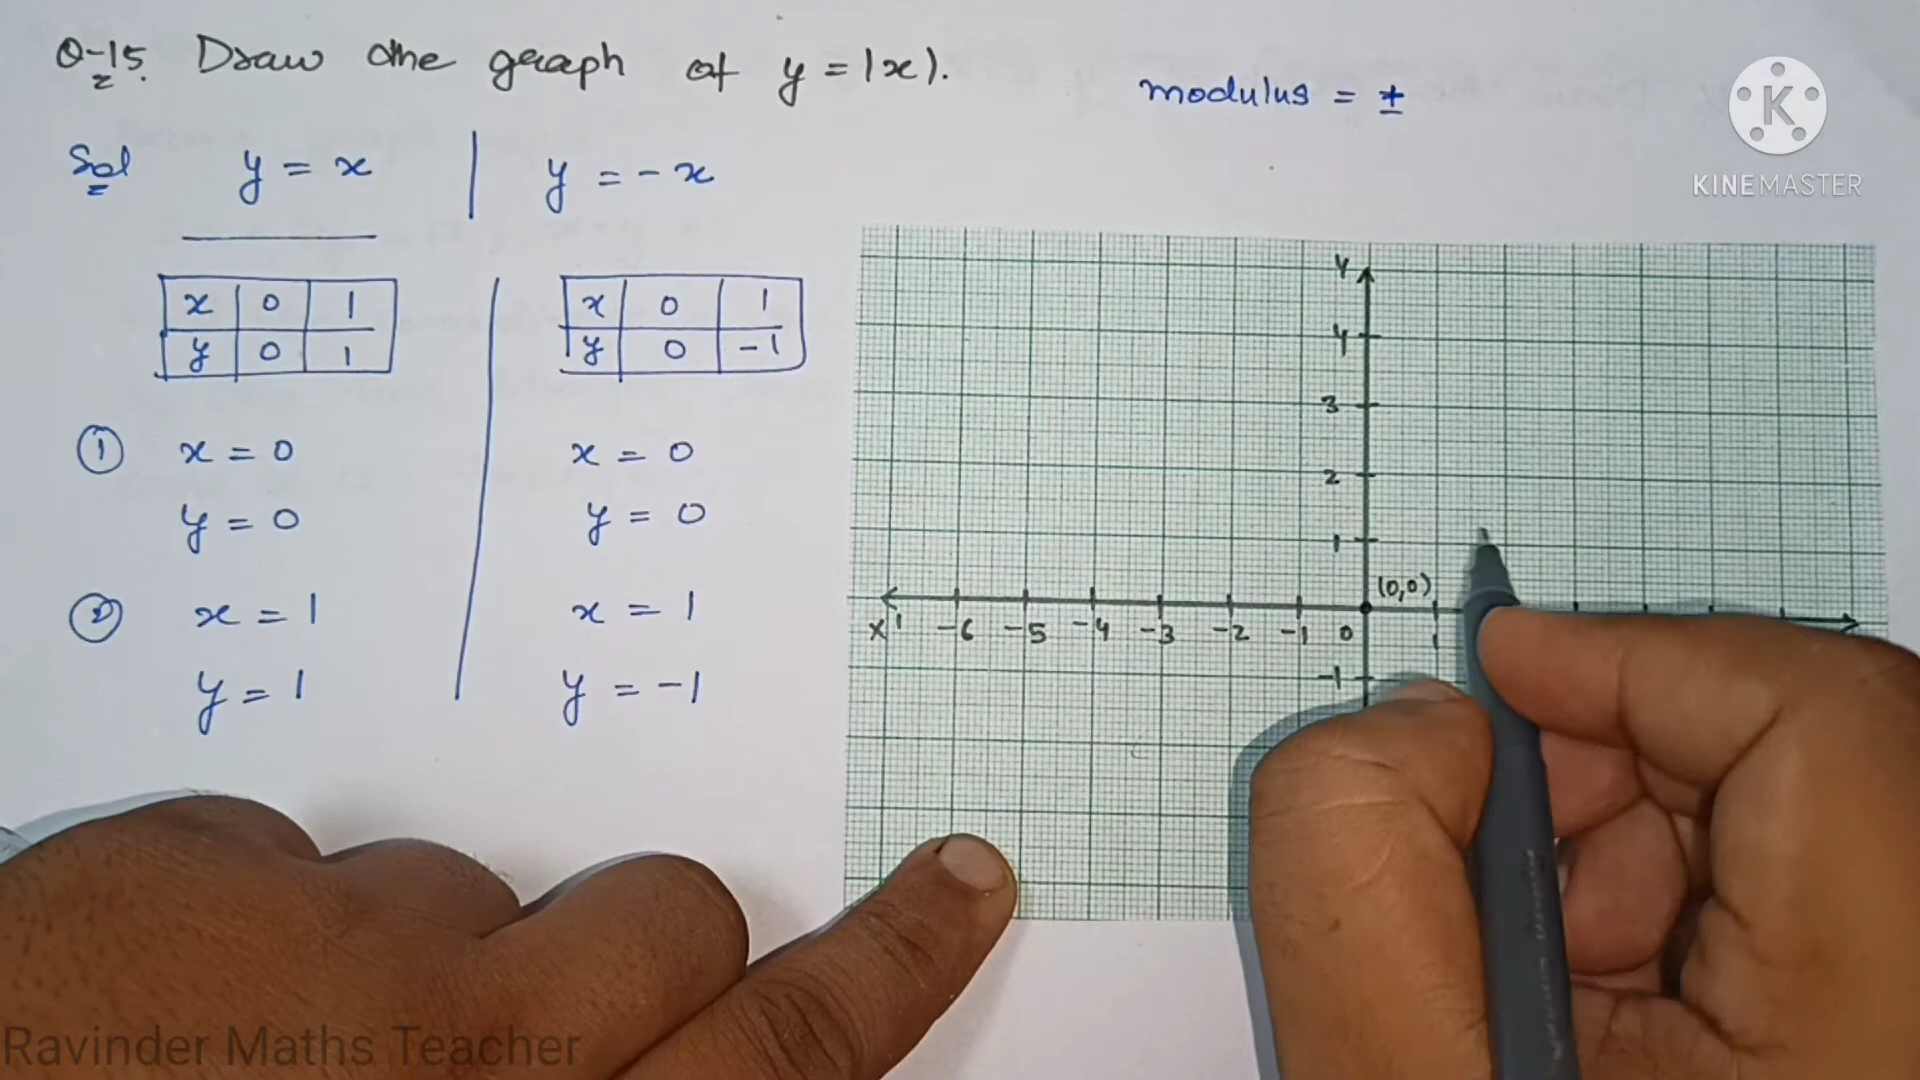 Q-15. Draw the graph of y = |x|.
modulus = ±
KINEMASTER
Sol
y = x | y = -x
x 0 1
y 0 1
x 0 1
y 0 -1
① x = 0
y = 0
② x = 1
y = 1
x = 0
y = 0
x = 1
y = -1
Y
4
3
2
1
(0,0)
X' -6 -5 -4 -3 -2 -1 0 1
-1
Ravinder Maths Teacher